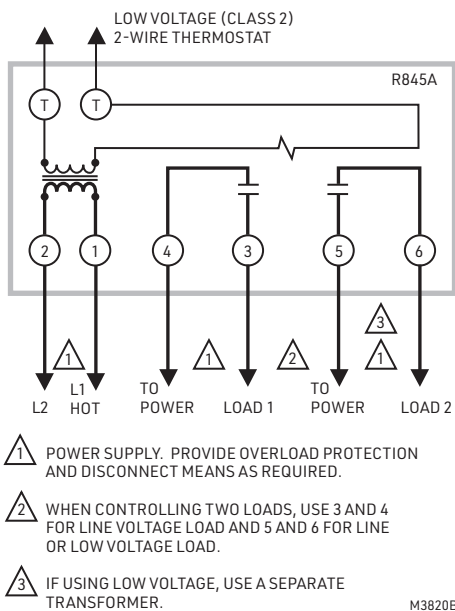 LOW VOLTAGE (CLASS 2)
2-WIRE THERMOSTAT
R845A
T T
2 1 4 3 5 6
3
1 1 2 1
L2 L1 HOT TO POWER LOAD 1 TO POWER LOAD 2
1 POWER SUPPLY. PROVIDE OVERLOAD PROTECTION
AND DISCONNECT MEANS AS REQUIRED.
2 WHEN CONTROLLING TWO LOADS, USE 3 AND 4
FOR LINE VOLTAGE LOAD AND 5 AND 6 FOR LINE
OR LOW VOLTAGE LOAD.
3 IF USING LOW VOLTAGE, USE A SEPARATE
TRANSFORMER.
M3820B